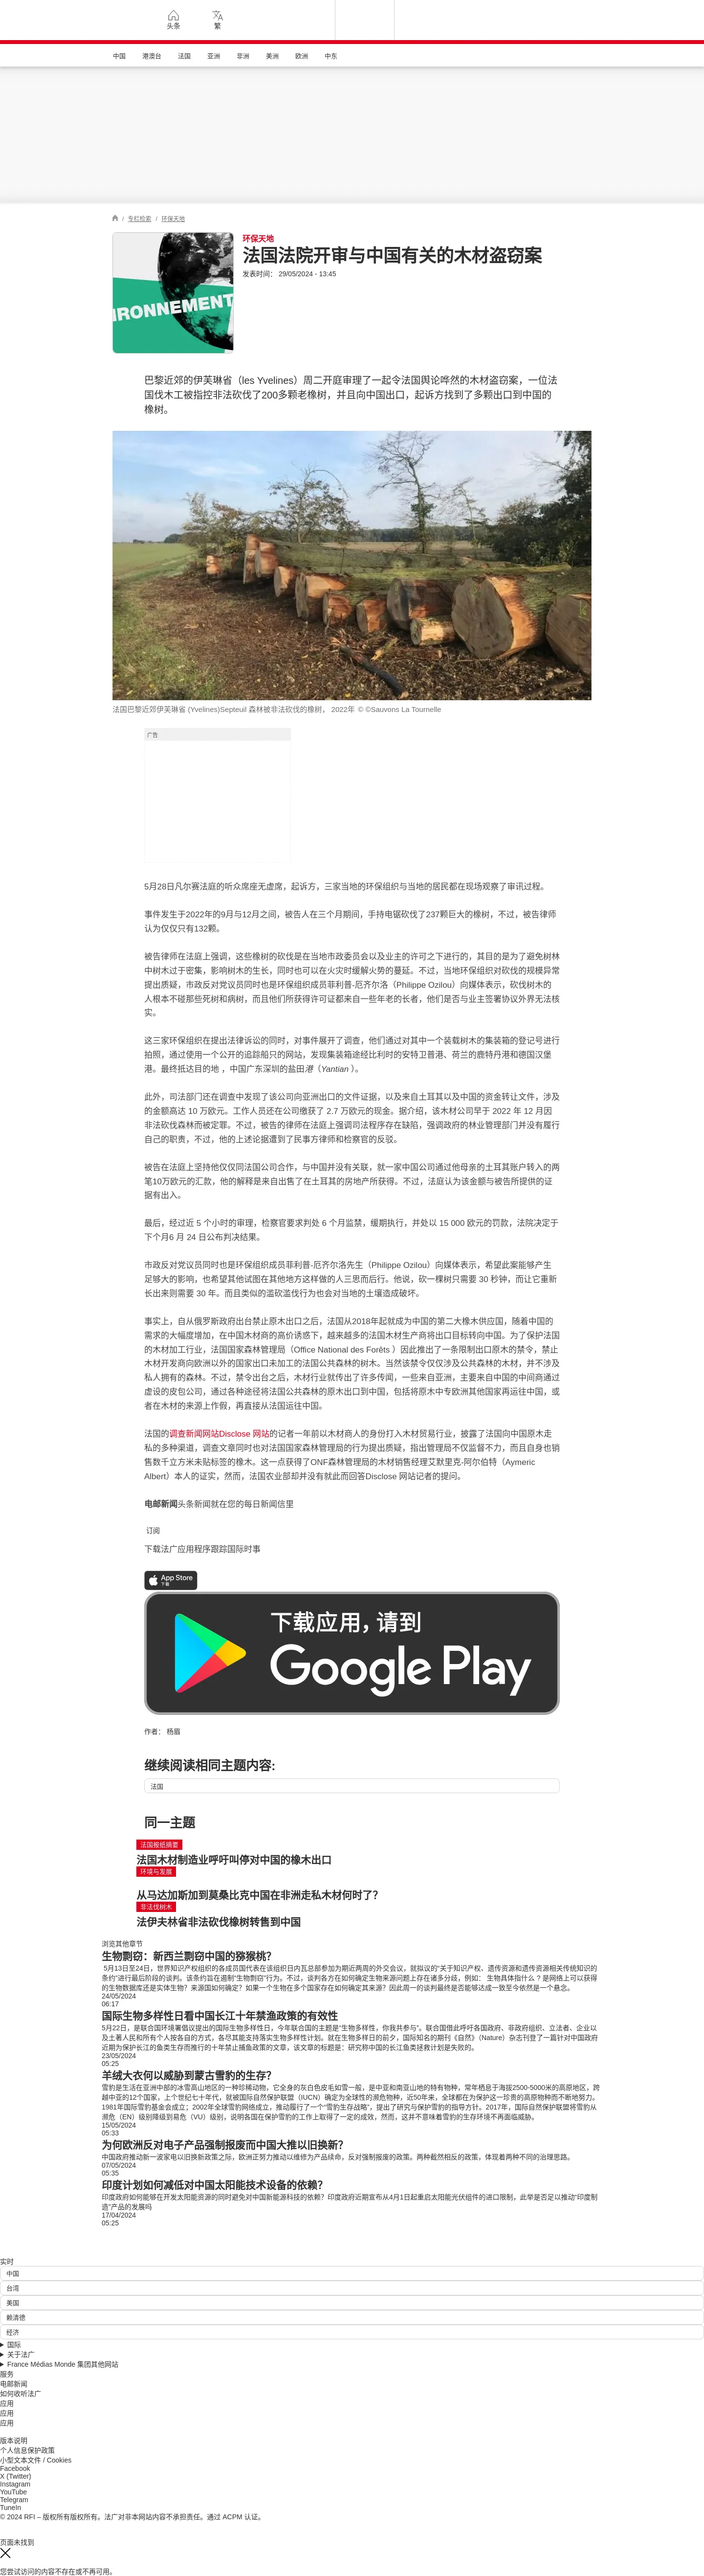 头条
繁
中国 港澳台 法国 亚洲 非洲 美洲 欧洲 中东
/ 专栏检索 / 环保天地
IRONNEMENT
环保天地
法国法院开审与中国有关的木材盗窃案
发表时间： 29/05/2024 - 13:45
巴黎近郊的伊芙琳省（les Yvelines）周二开庭审理了一起令法国舆论哗然的木材盗窃案，一位法
国伐木工被指控非法砍伐了200多颗老橡树，并且向中国出口，起诉方找到了多颗出口到中国的
橡树。
法国巴黎近郊伊芙琳省 (Yvelines)Septeuil 森林被非法砍伐的橡树， 2022年 © ©Sauvons La Tournelle
广告
5月28日凡尔赛法庭的听众席座无虚席，起诉方，三家当地的环保组织与当地的居民都在现场观察了审讯过程。
事件发生于2022年的9月与12月之间，被告人在三个月期间，手持电锯砍伐了237颗巨大的橡树，不过，被告律师
认为仅仅只有132颗。
被告律师在法庭上强调，这些橡树的砍伐是在当地市政委员会以及业主的许可之下进行的，其目的是为了避免树林
中树木过于密集，影响树木的生长，同时也可以在火灾时缓解火势的蔓延。不过，当地环保组织对砍伐的规模异常
提出质疑，市政反对党议员同时也是环保组织成员菲利普-厄齐尔洛（Philippe Ozilou）向媒体表示，砍伐树木的
人根本不碰那些死树和病树，而且他们所获得许可证都来自一些年老的长者，他们是否与业主签署协议外界无法核
实。
这三家环保组织在提出法律诉讼的同时，对事件展开了调查，他们通过对其中一个装载树木的集装箱的登记号进行
拍照，通过使用一个公开的追踪船只的网站，发现集装箱途经比利时的安特卫普港、荷兰的鹿特丹港和德国汉堡
港。最终抵达目的地 ，中国广东深圳的盐田港（Yantian ）。
此外，司法部门还在调查中发现了该公司向亚洲出口的文件证据，以及来自土耳其以及中国的资金转让文件，涉及
的金额高达 10 万欧元。工作人员还在公司缴获了 2.7 万欧元的现金。据介绍，该木材公司早于 2022 年 12 月因
非法砍伐森林而被定罪。不过，被告的律师在法庭上强调司法程序存在缺陷，强调政府的林业管理部门并没有履行
自己的职责，不过，他的上述论据遭到了民事方律师和检察官的反驳。
被告在法庭上坚持他仅仅同法国公司合作，与中国并没有关联，就一家中国公司通过他母亲的土耳其账户转入的两
笔10万欧元的汇款，他的解释是来自出售了在土耳其的房地产所获得。不过，法庭认为该金额与被告所提供的证
据有出入。
最后，经过近 5 个小时的审理，检察官要求判处 6 个月监禁，缓期执行，并处以 15 000 欧元的罚款，法院决定于
下个月6 月 24 日公布判决结果。
市政反对党议员同时也是环保组织成员菲利普-厄齐尔洛先生（Philippe Ozilou）向媒体表示，希望此案能够产生
足够大的影响，也希望其他试图在其他地方这样做的人三思而后行。他说，砍一棵树只需要 30 秒钟，而让它重新
长出来则需要 30 年。而且类似的滥砍滥伐行为也会对当地的土壤造成破坏。
事实上，自从俄罗斯政府出台禁止原木出口之后，法国从2018年起就成为中国的第二大橡木供应国，随着中国的
需求的大幅度增加，在中国木材商的高价诱惑下，越来越多的法国木材生产商将出口目标转向中国。为了保护法国
的木材加工行业，法国国家森林管理局（Office National des Forêts ）因此推出了一条限制出口原木的禁令，禁止
木材开发商向欧洲以外的国家出口未加工的法国公共森林的树木。当然该禁令仅仅涉及公共森林的木材，并不涉及
私人拥有的森林。不过，禁令出台之后，木材行业就传出了许多传闻，一些来自亚洲，主要来自中国的中间商通过
虚设的皮包公司，通过各种途径将法国公共森林的原木出口到中国，包括将原木中专欧洲其他国家再运往中国，或
者在木材的来源上作假，再直接从法国运往中国。
法国的调查新闻网站Disclose 网站的记者一年前以木材商人的身份打入木材贸易行业，披露了法国向中国原木走
私的多种渠道，调查文章同时也对法国国家森林管理局的行为提出质疑，指出管理局不仅监督不力，而且自身也销
售数千立方米未贴标签的橡木。这一点获得了ONF森林管理局的木材销售经理艾默里克-阿尔伯特（Aymeric
Albert）本人的证实，然而，法国农业部却并没有就此而回答Disclose 网站记者的提问。
电邮新闻头条新闻就在您的每日新闻信里
订阅
下载法广应用程序跟踪国际时事
App Store
下载
下载应用，请到
Google Play
作者： 杨眉
继续阅读相同主题内容:
法国
同一主题
法国报纸摘要
法国木材制造业呼吁叫停对中国的橡木出口
环境与发展
从马达加斯加到莫桑比克中国在非洲走私木材何时了?
非法伐树木
法伊夫林省非法砍伐橡树转售到中国
浏览其他章节
生物剽窃：新西兰剽窃中国的猕猴桃?
5月13日至24日，世界知识产权组织的各成员国代表在该组织日内瓦总部参加为期近两周的外交会议，就拟议的“关于知识产权、遗传资源和遗传资源相关传统知识的
条约”进行最后阶段的谈判。该条约旨在遏制“生物剽窃”行为。不过，谈判各方在如何确定生物来源问题上存在诸多分歧，例如： 生物具体指什么？是网络上可以获得
的生物数据库还是实体生物？来源国如何确定？如果一个生物在多个国家存在如何确定其来源？因此周一的谈判最终是否能够达成一致至今依然是一个悬念。
24/05/2024
06:17
国际生物多样性日看中国长江十年禁渔政策的有效性
5月22日，是联合国环境署倡议提出的国际生物多样性日，今年联合国的主题是“生物多样性，你我共参与”。联合国借此呼吁各国政府、非政府组织、立法者、企业以
及土著人民和所有个人按各自的方式，各尽其能支持落实生物多样性计划。就在生物多样日的前夕，国际知名的期刊《自然》（Nature）杂志刊登了一篇针对中国政府
近期为保护长江的鱼类生存而推行的十年禁止捕鱼政策的文章，该文章的标题是：研究称中国的长江鱼类拯救计划是失败的。
23/05/2024
05:25
羊绒大衣何以威胁到蒙古雪豹的生存?
雪豹是生活在亚洲中部的冰雪高山地区的一种珍稀动物，它全身的灰白色皮毛如雪一般，是中亚和南亚山地的特有物种，常年栖息于海拔2500-5000米的高原地区，跨
越中亚的12个国家，上个世纪七十年代，就被国际自然保护联盟（IUCN）确定为全球性的濒危物种，近50年来，全球都在为保护这一珍贵的高原物种而不断地努力。
1981年国际雪豹基金会成立；2002年全球雪豹网络成立，推动履行了一个“雪豹生存战略”，提出了研究与保护雪豹的指导方针。2017年，国际自然保护联盟将雪豹从
濒危（EN）级别降级到易危（VU）级别，说明各国在保护雪豹的工作上取得了一定的成效，然而，这并不意味着雪豹的生存环境不再面临威胁。
15/05/2024
05:33
为何欧洲反对电子产品强制报废而中国大推以旧换新?
中国政府推动新一波家电以旧换新政策之际，欧洲正努力推动以维修为产品续命，反对强制报废的政策。两种截然相反的政策，体现着两种不同的治理思路。
07/05/2024
05:35
印度计划如何减低对中国太阳能技术设备的依赖?
印度政府如何能够在开发太阳能资源的同时避免对中国新能源科技的依赖？印度政府近期宣布从4月1日起重启太阳能光伏组件的进口限制，此举是否足以推动“印度制
造”产品的发展吗
17/04/2024
05:25
实时
中国
台湾
美国
赖清德
经济
国际
关于法广
France Médias Monde 集团其他网站
服务
电邮新闻
如何收听法广
应用
应用
应用
版本说明
个人信息保护政策
小型文本文件 / Cookies
Facebook
X (Twitter)
Instagram
YouTube
Telegram
TuneIn
© 2024 RFI – 版权所有版权所有。法广对非本网站内容不承担责任。通过 ACPM 认证。
页面未找到
您尝试访问的内容不存在或不再可用。